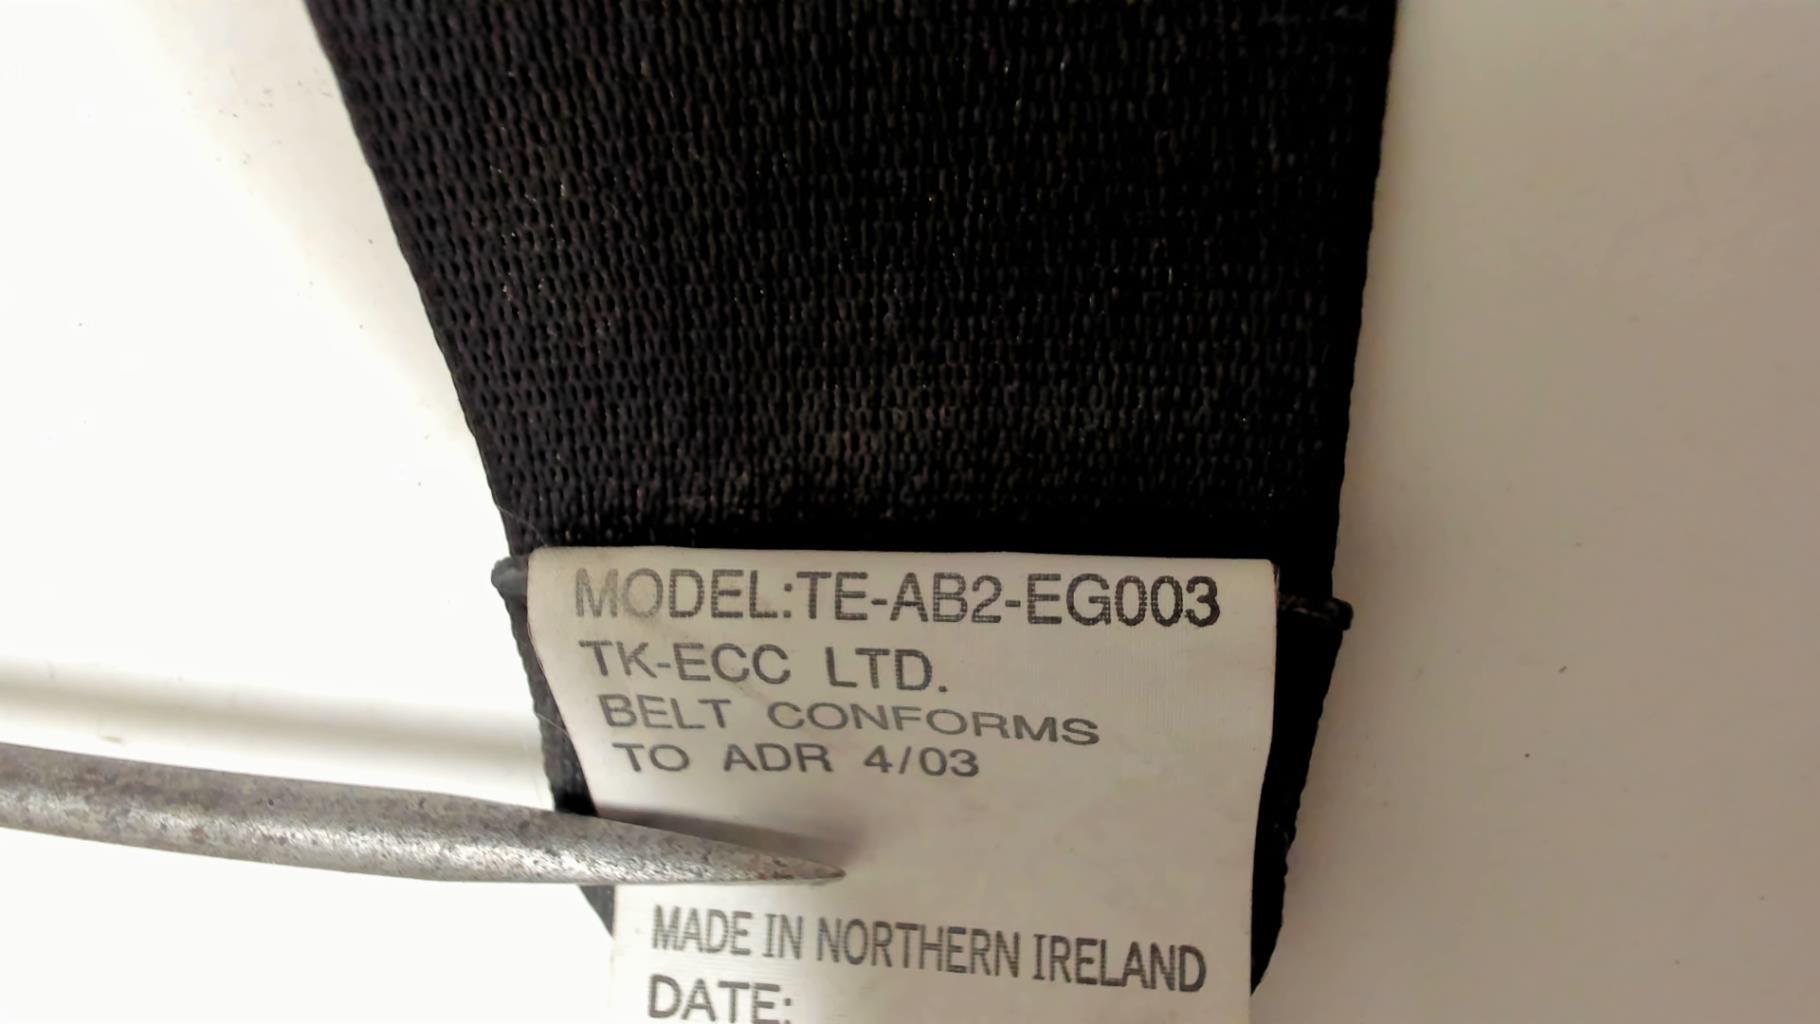 MODEL:TE-AB2-EG003
TK-ECC LTD.
BELT CONFORMS
TO ADR 4/03
MADE IN NORTHERN IRELAND
DATE: